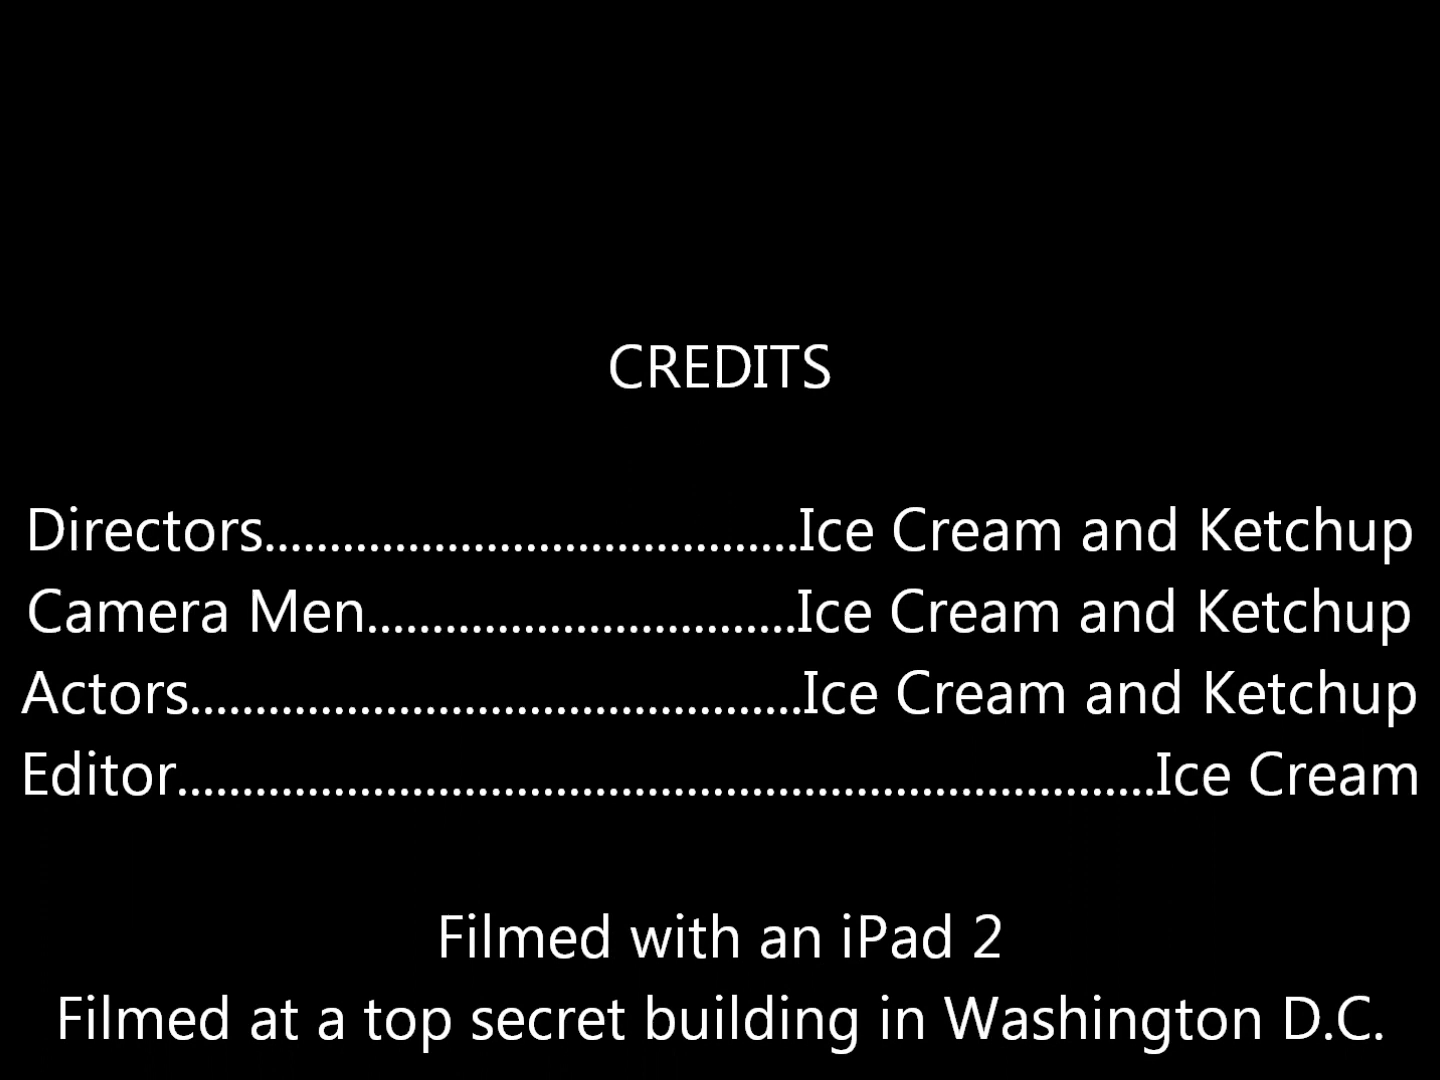 CREDITS
Directors.........................................Ice Cream and Ketchup
Camera Men.................................Ice Cream and Ketchup
Actors...............................................Ice Cream and Ketchup
Editor...........................................................................Ice Cream
Filmed with an iPad 2
Filmed at a top secret building in Washington D.C.